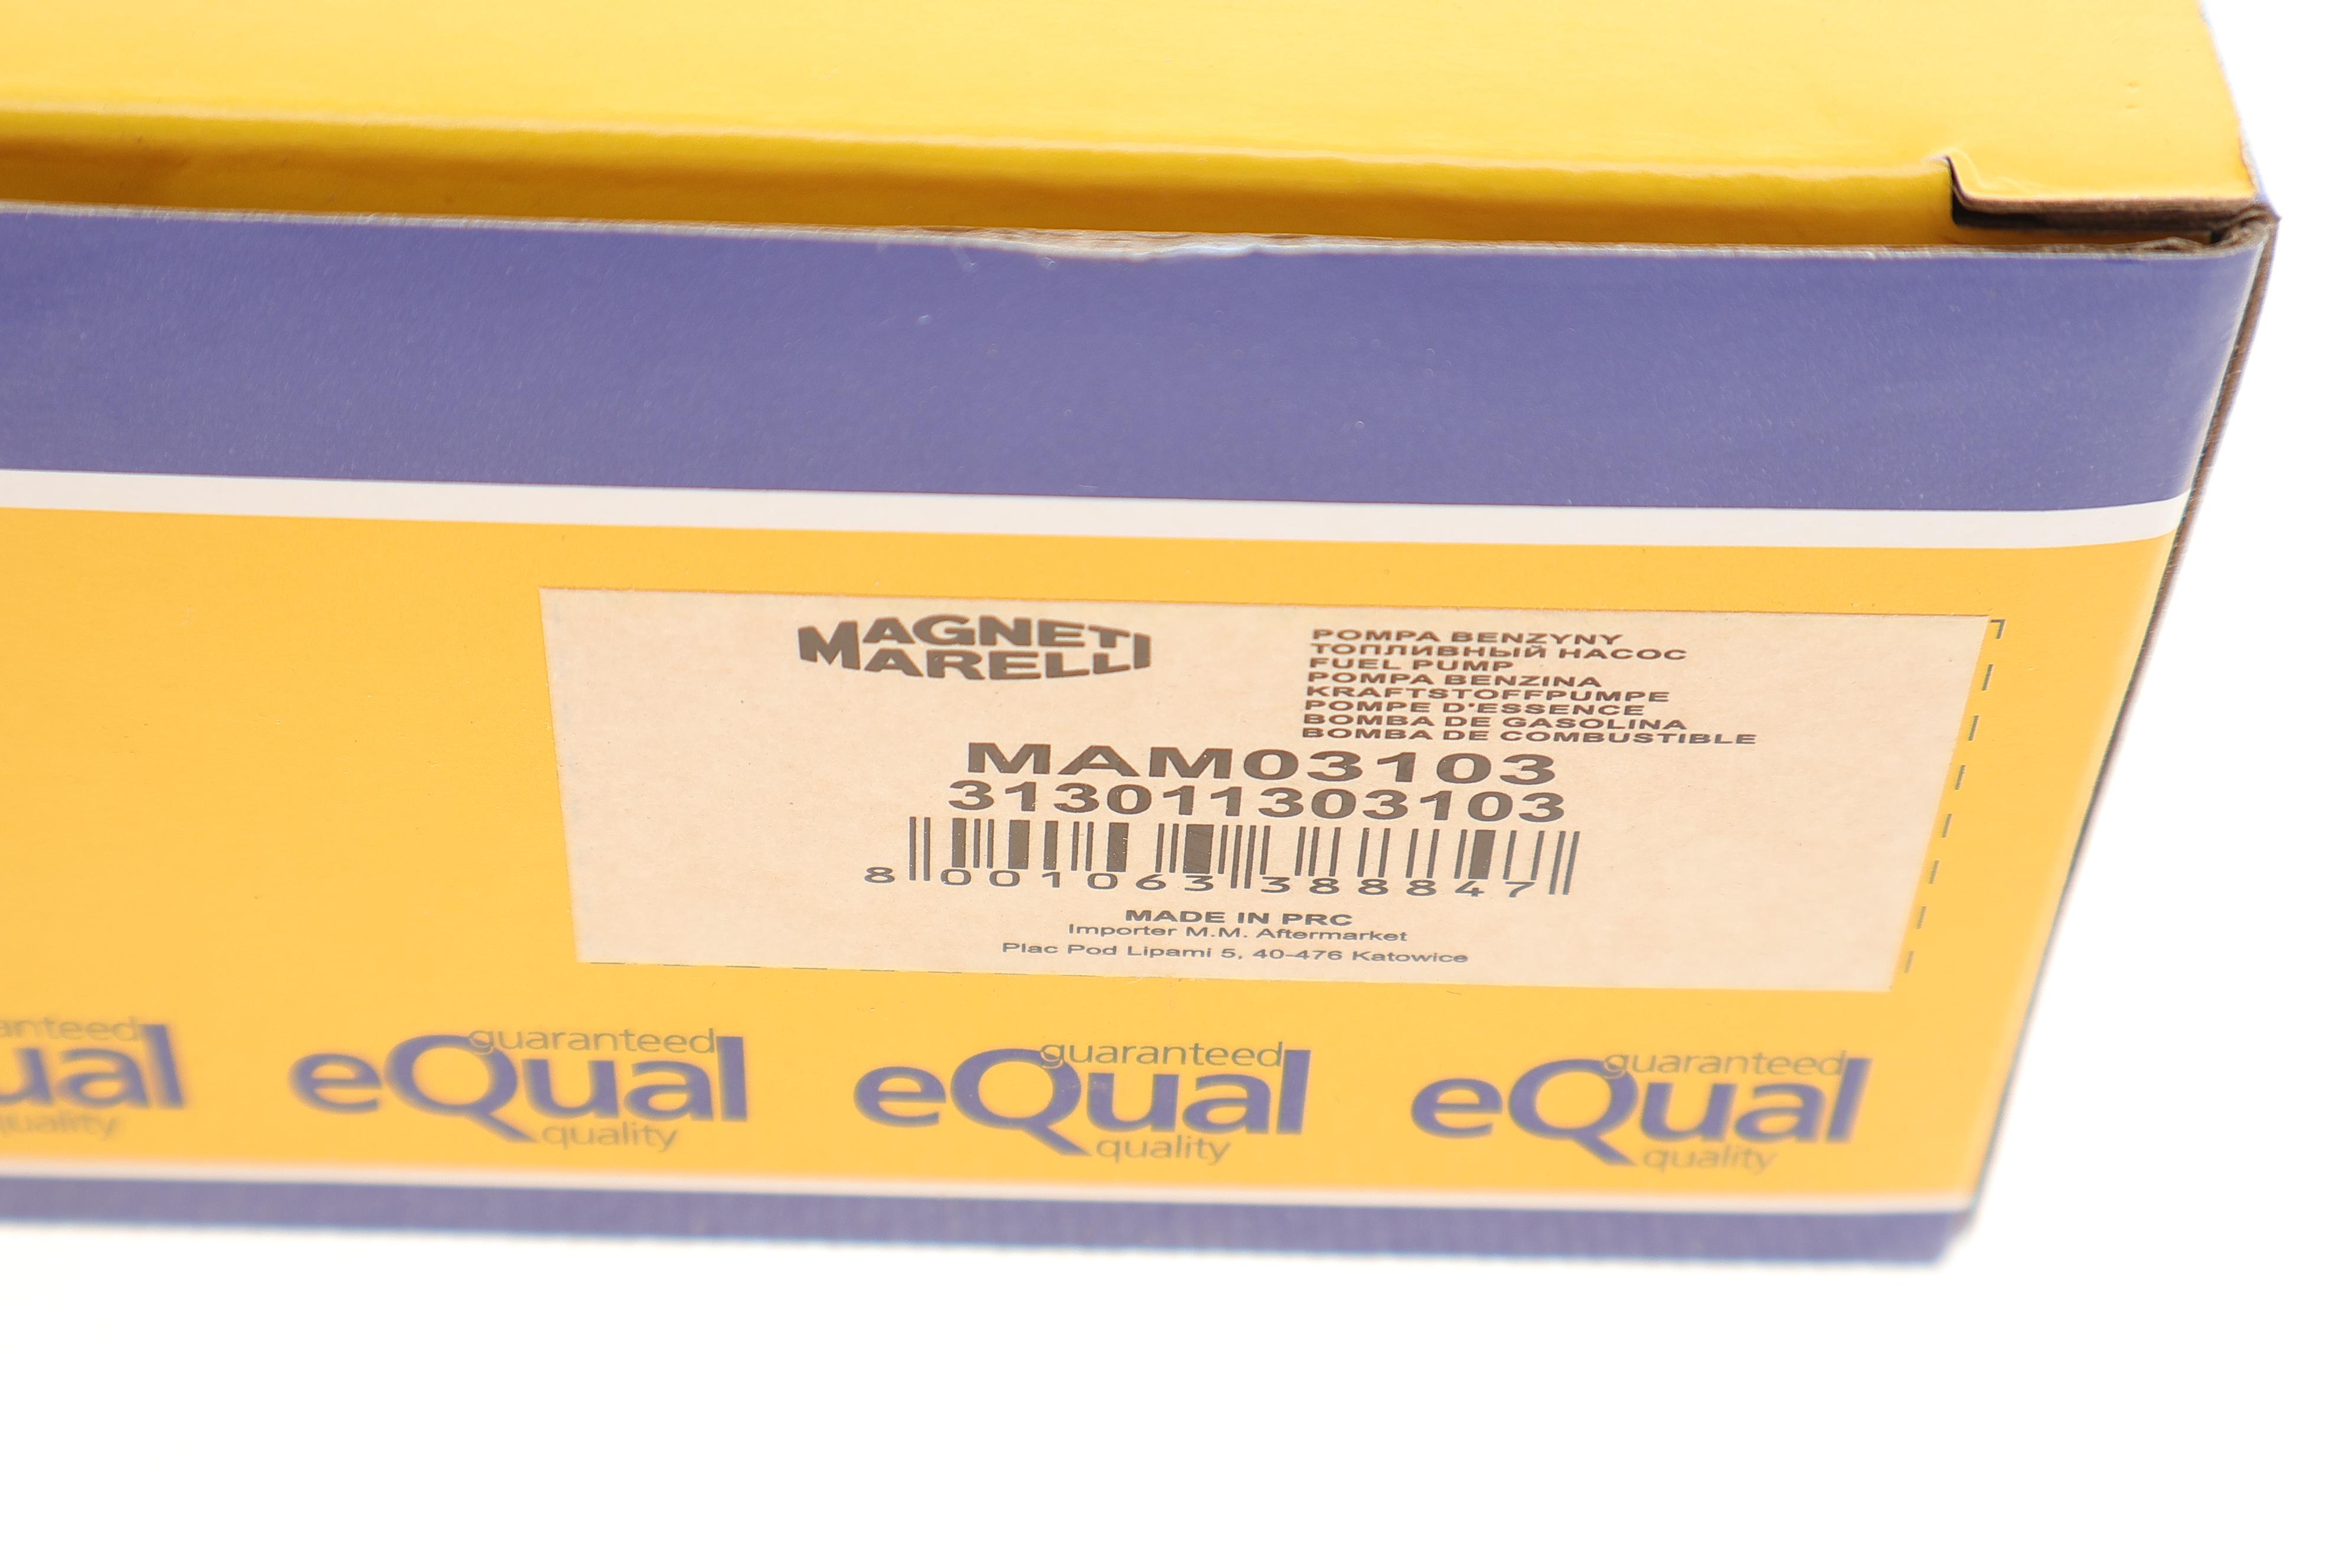 MAGNETI
MARELLI
POMPA BENZYNY
ТОПЛИВНЫЙ НАСОС
FUEL PUMP
POMPA BENZINA
KRAFTSTOFFPUMPE
POMPE D'ESSENCE
BOMBA DE GASOLINA
BOMBA DE COMBUSTIBLE
MAM03103
313011303103
8 001063 388847
MADE IN PRC
Importer M.M. Aftermarket
Plac Pod Lipami 5, 40-476 Katowice
guaranteed
eQual
quality
guaranteed
eQual
quality
guaranteed
eQual
quality
quality